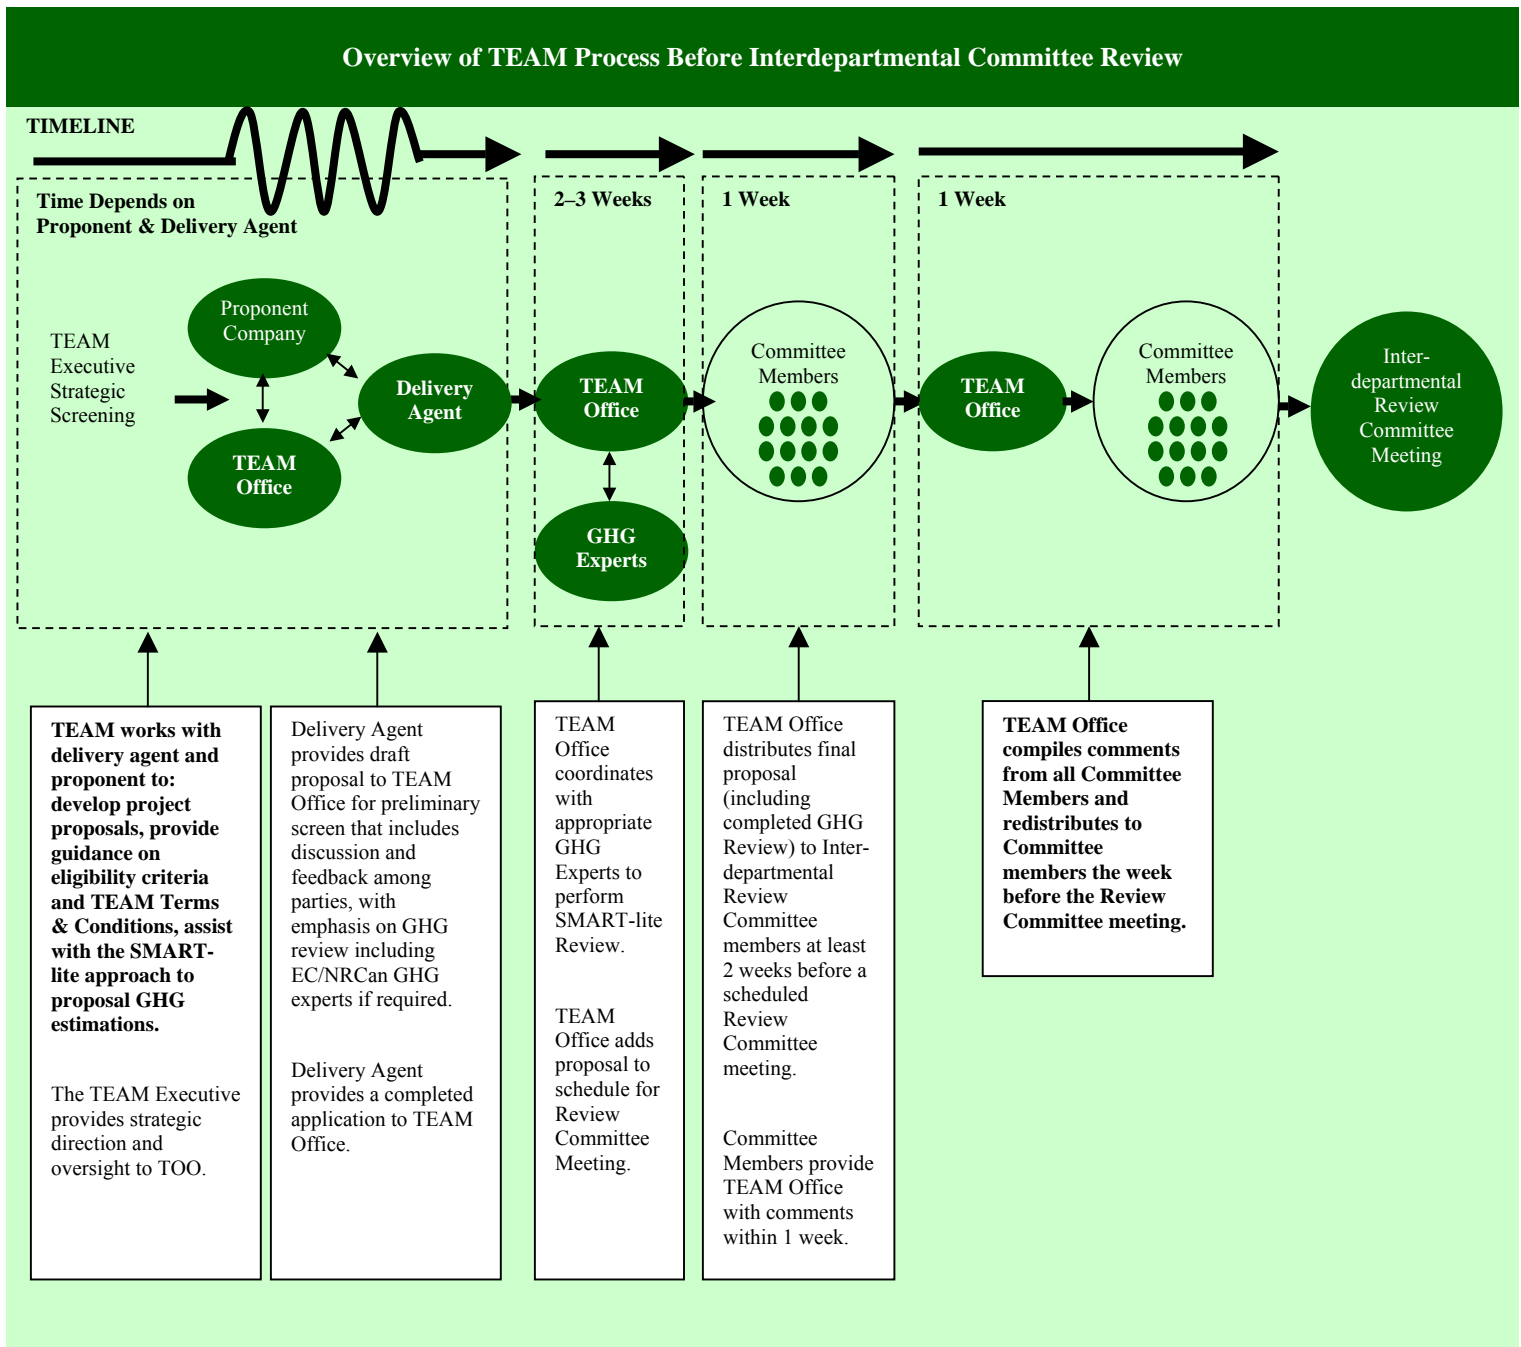 Overview of TEAM Process Before Interdepartmental Committee Review
TIMELINE
Time Depends on
Proponent & Delivery Agent
2–3 Weeks
1 Week
1 Week
TEAM
Executive
Strategic
Screening
Proponent
Company
TEAM
Office
Delivery
Agent
TEAM
Office
GHG
Experts
Committee
Members
TEAM
Office
Committee
Members
Inter-
departmental
Review
Committee
Meeting
TEAM works with
delivery agent and
proponent to:
develop project
proposals, provide
guidance on
eligibility criteria
and TEAM Terms
& Conditions, assist
with the SMART-
lite approach to
proposal GHG
estimations.
The TEAM Executive
provides strategic
direction and
oversight to TOO.
Delivery Agent
provides draft
proposal to TEAM
Office for preliminary
screen that includes
discussion and
feedback among
parties, with
emphasis on GHG
review including
EC/NRCan GHG
experts if required.
Delivery Agent
provides a completed
application to TEAM
Office.
TEAM
Office
coordinates
with
appropriate
GHG
Experts to
perform
SMART-lite
Review.
TEAM
Office adds
proposal to
schedule for
Review
Committee
Meeting.
TEAM Office
distributes final
proposal
(including
completed GHG
Review) to Inter-
departmental
Review
Committee
members at least
2 weeks before a
scheduled
Review
Committee
meeting.
Committee
Members provide
TEAM Office
with comments
within 1 week.
TEAM Office
compiles comments
from all Committee
Members and
redistributes to
Committee
members the week
before the Review
Committee meeting.